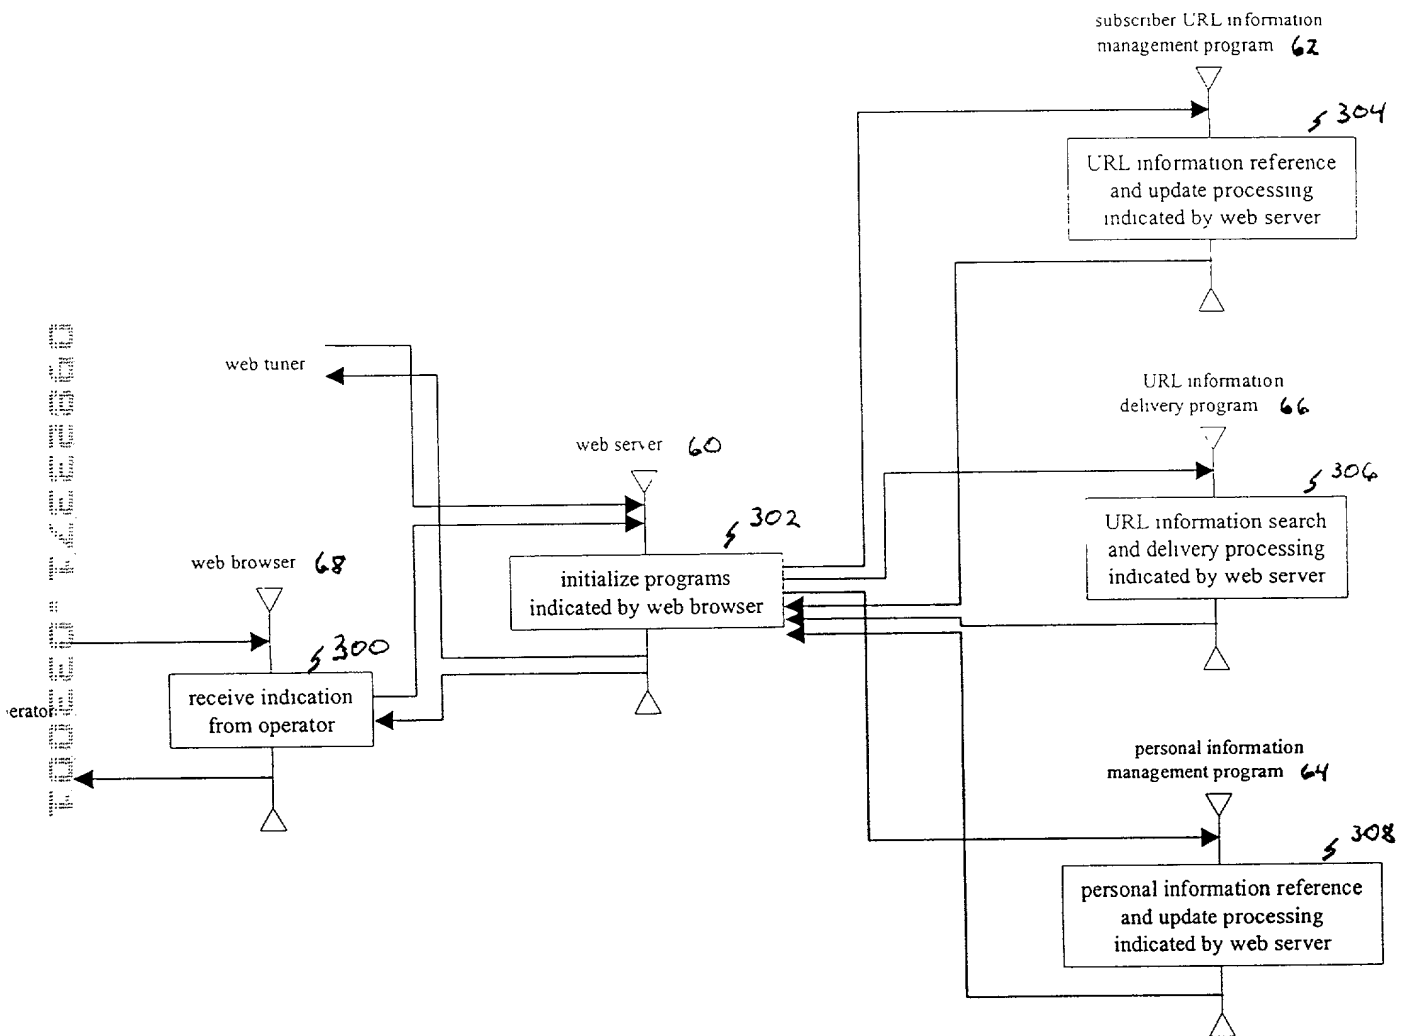 subscriber URL information
management program 62
304
URL information reference
and update processing
indicated by web server
web tuner
URL information
delivery program 66
web server 60
306
302
URL information search
and delivery processing
indicated by web server
web browser 68
initialize programs
indicated by web browser
300
receive indication
from operator
erator
personal information
management program 64
308
personal information reference
and update processing
indicated by web server